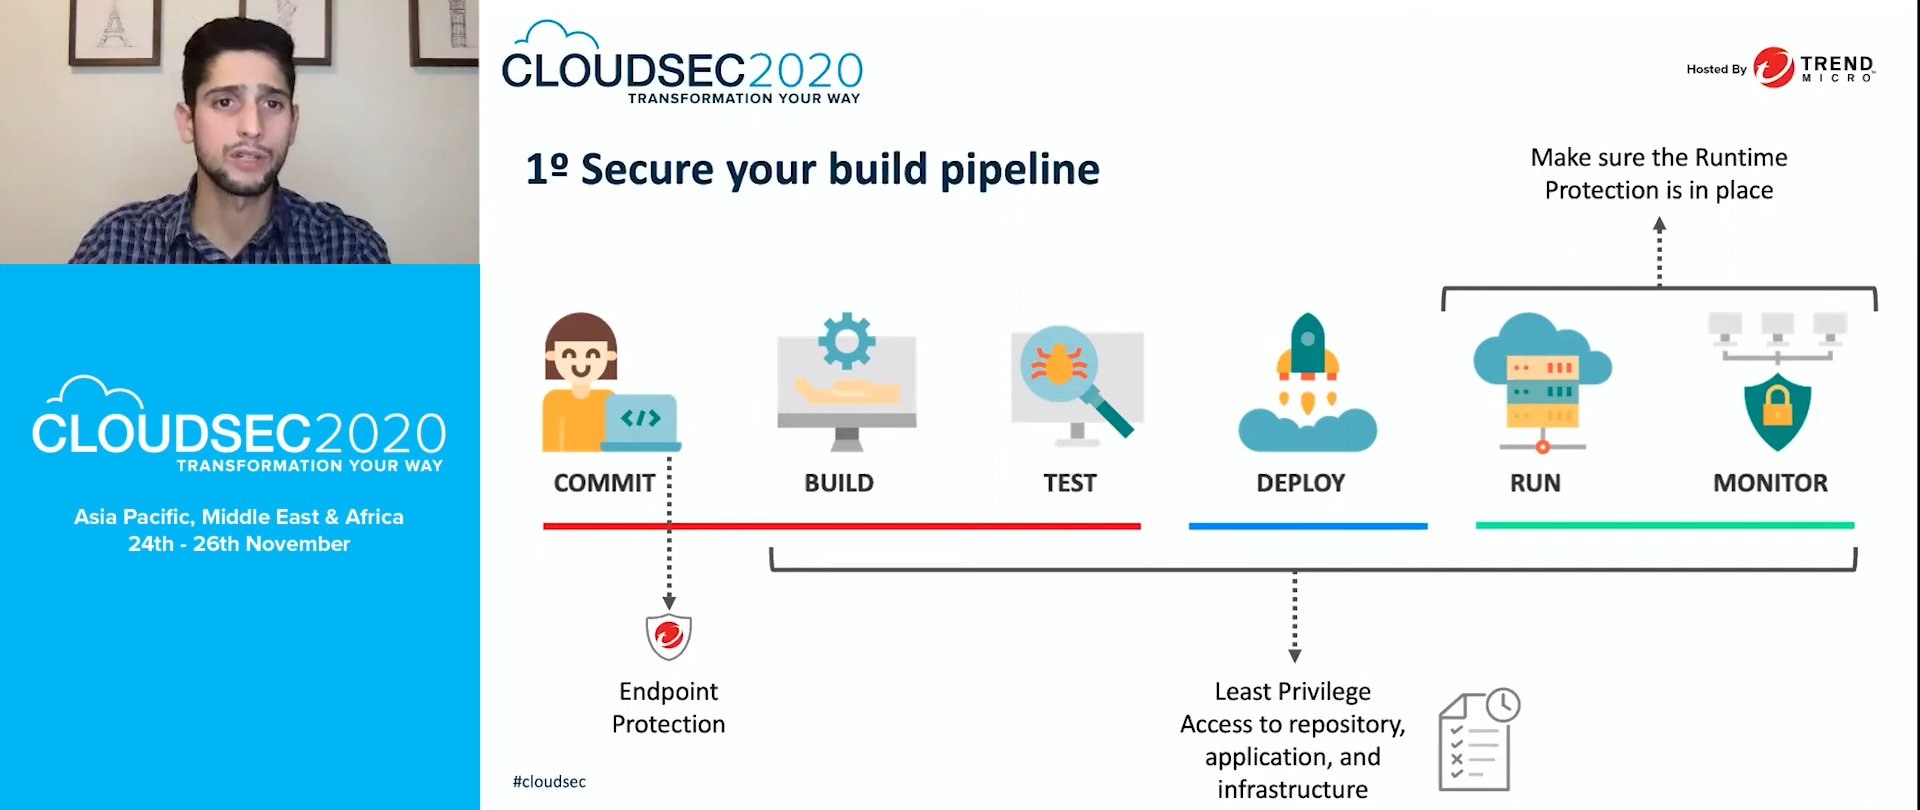 CLOUDSEC2020
TRANSFORMATION YOUR WAY
Asia Pacific, Middle East & Africa
24th - 26th November
CLOUDSEC2020
TRANSFORMATION YOUR WAY
Hosted By TREND MICRO™
1º Secure your build pipeline
Make sure the Runtime
Protection is in place
</>
COMMIT BUILD TEST DEPLOY RUN MONITOR
Endpoint
Protection
Least Privilege
Access to repository,
application, and
infrastructure
#cloudsec